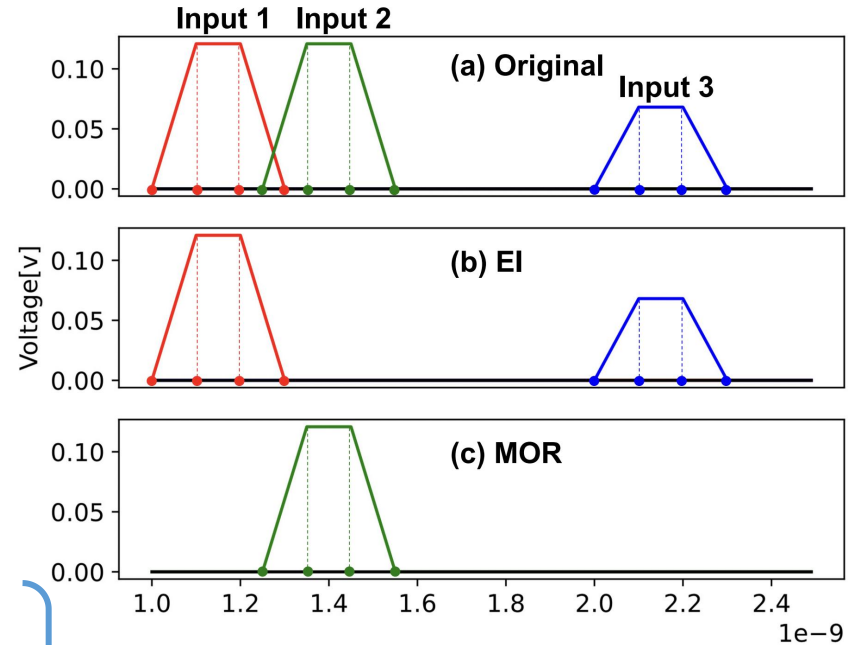 Input 1 Input 2
(a) Original
Input 3
0.10
0.05
0.00
(b) EI
0.10
0.05
0.00
Voltage[v]
(c) MOR
0.10
0.05
0.00
1.0 1.2 1.4 1.6 1.8 2.0 2.2 2.4
1e−9